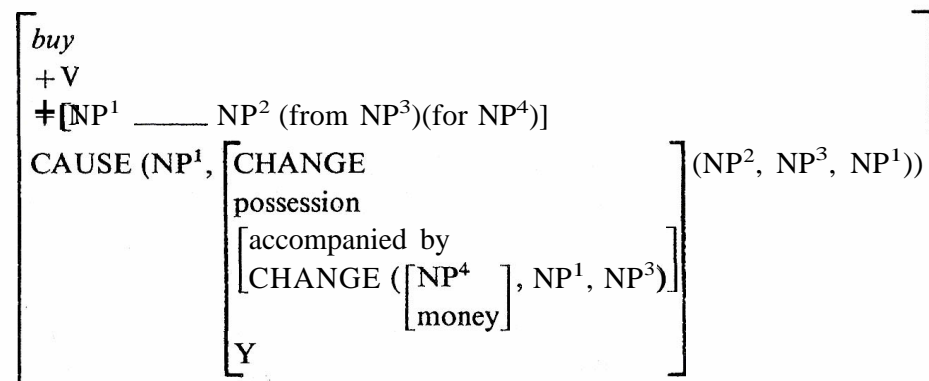 buy
+V
+[NP¹ _____ NP² (from NP³)(for NP⁴)]
CAUSE (NP¹, [CHANGE ] (NP², NP³, NP¹))
possession
[accompanied by
CHANGE ([NP⁴ ], NP¹, NP³)]
[money]
Y